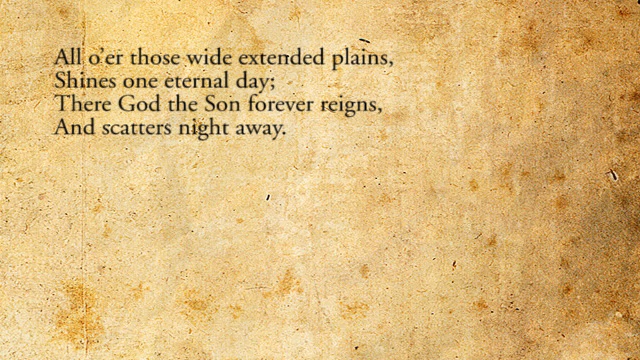 All o’er those wide extended plains,
Shines one eternal day;
There God the Son forever reigns,
And scatters night away.